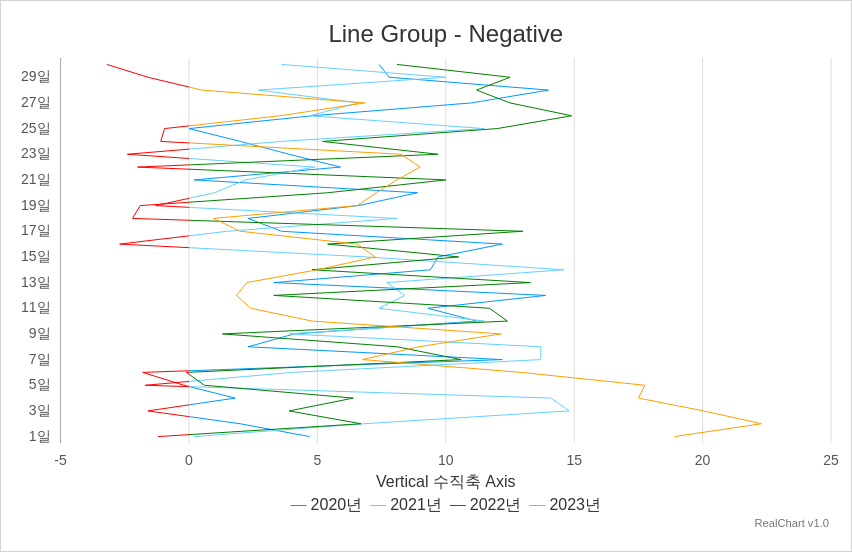 Line Group - Negative
29일
27일
25일
23일
21일
19일
17일
15일
13일
11일
9일
7일
5일
3일
1일
-5 0 5 10 15 20 25
Vertical 수직축 Axis
2020년 2021년 2022년 2023년
RealChart v1.0